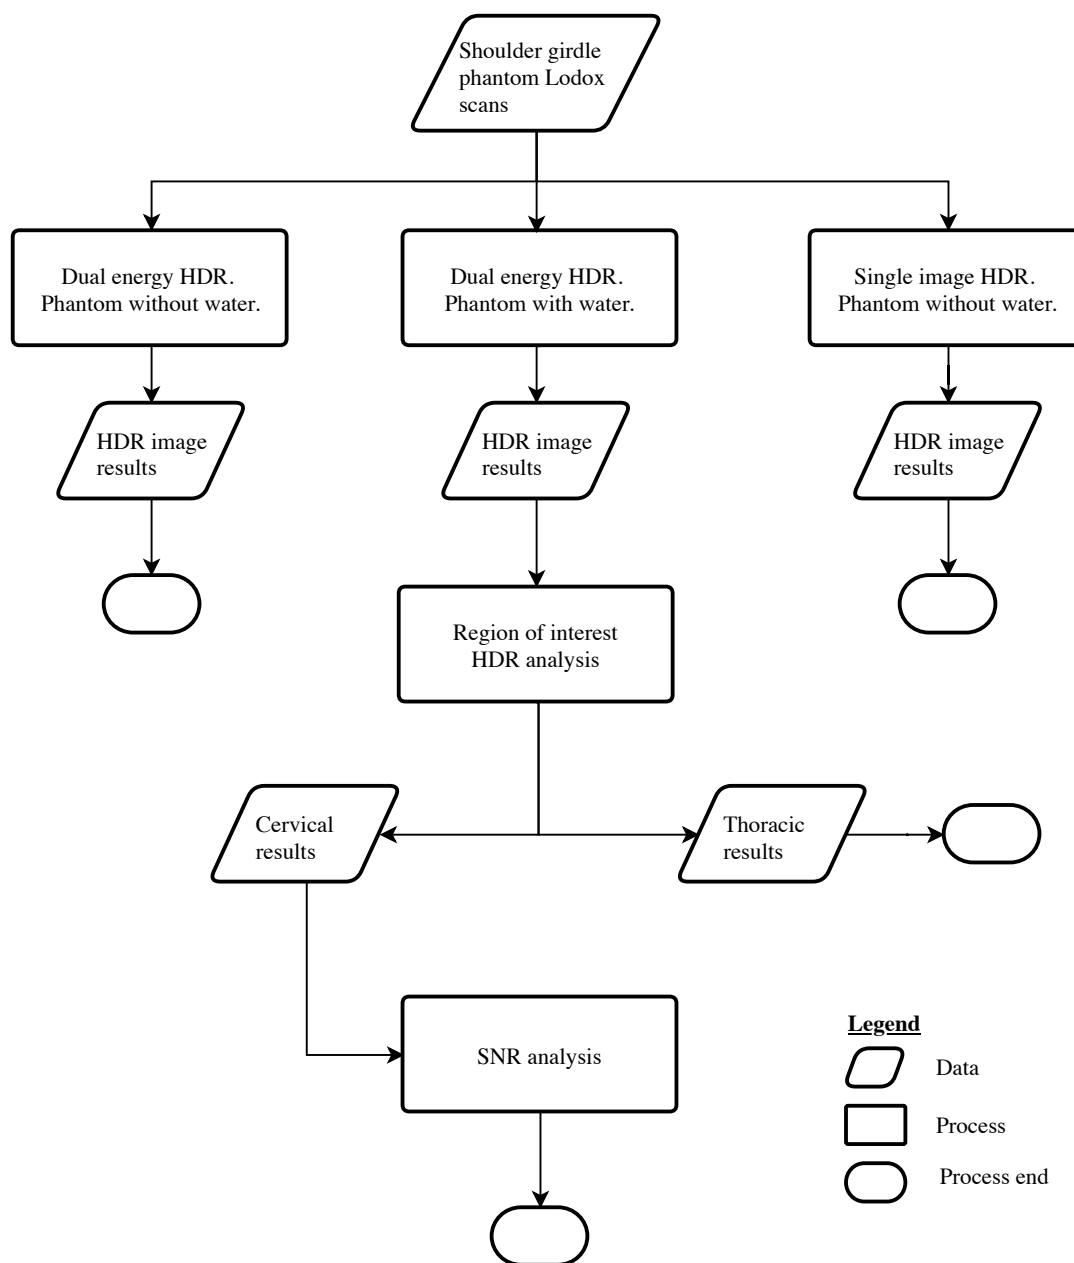 Shoulder girdle
phantom Lodox
scans
Dual energy HDR.
Phantom without water.
Dual energy HDR.
Phantom with water.
Single image HDR.
Phantom without water.
HDR image
results
HDR image
results
HDR image
results
Region of interest
HDR analysis
Cervical
results
Thoracic
results
SNR analysis
Legend
Data
Process
Process end